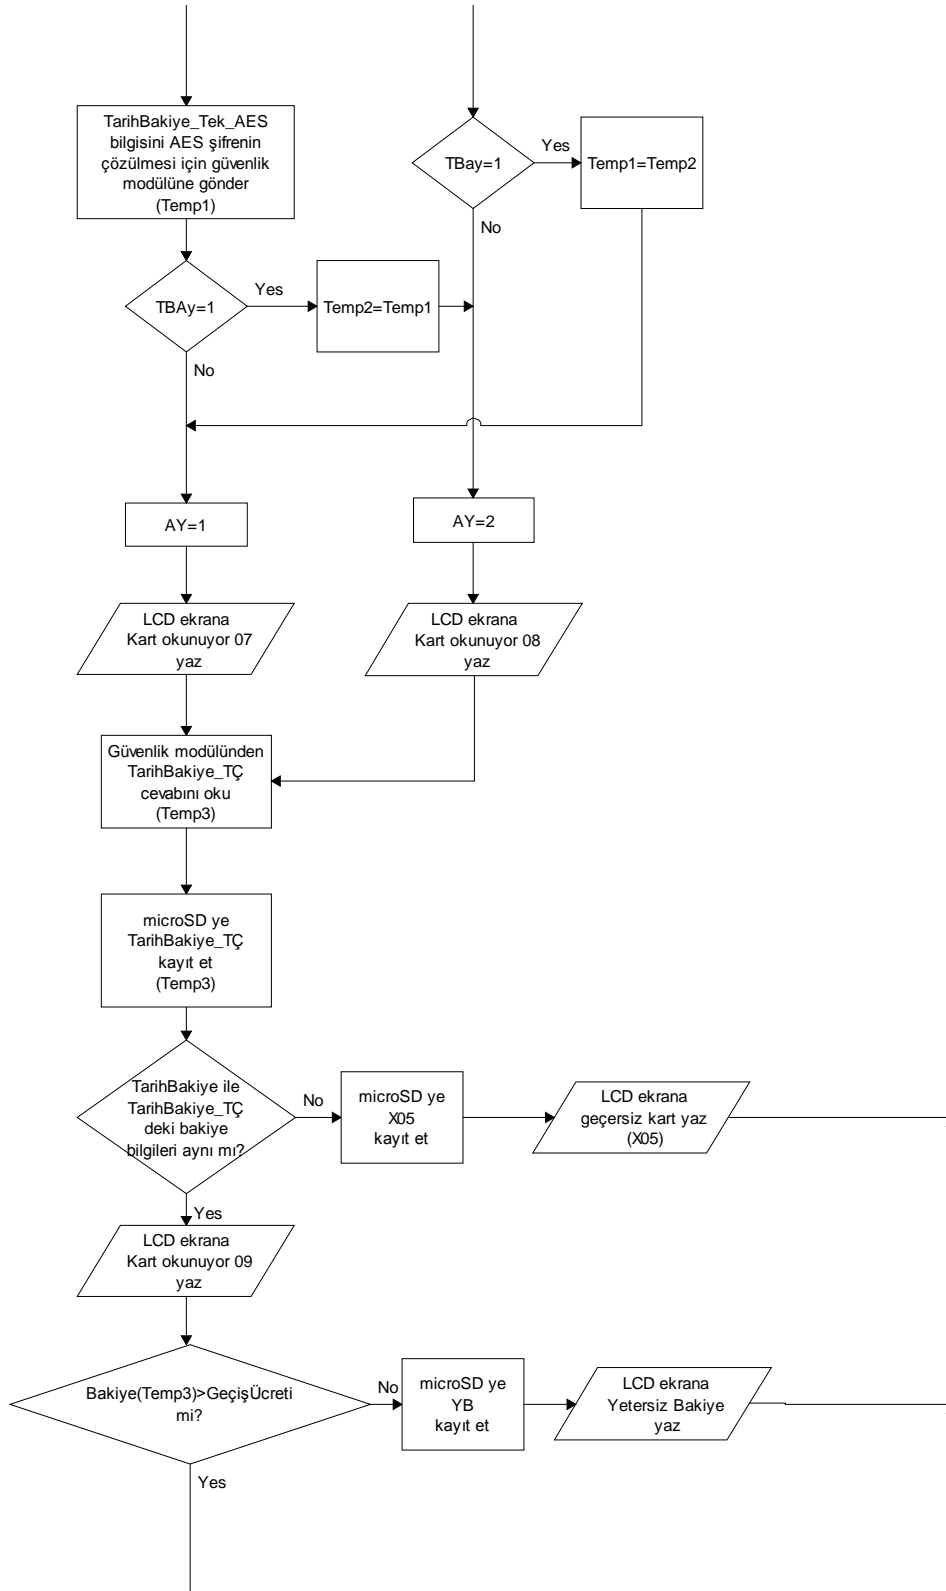 TarihBakiye_Tek_AES
bilgisini AES şifrenin
çözülmesi için güvenlik
modülüne gönder
(Temp1)
TBay=1
Yes
Temp1=Temp2
No
TBAy=1
Yes
Temp2=Temp1
No
AY=1
AY=2
LCD ekrana
Kart okunuyor 07
yaz
LCD ekrana
Kart okunuyor 08
yaz
Güvenlik modülünden
TarihBakiye_TÇ
cevabını oku
(Temp3)
microSD ye
TarihBakiye_TÇ
kayıt et
(Temp3)
TarihBakiye ile
TarihBakiye_TÇ
deki bakiye
bilgileri aynı mı?
No
microSD ye
X05
kayıt et
LCD ekrana
geçersiz kart yaz
(X05)
Yes
LCD ekrana
Kart okunuyor 09
yaz
Bakiye(Temp3)>GeçişÜcreti
mi?
No
microSD ye
YB
kayıt et
LCD ekrana
Yetersiz Bakiye
yaz
Yes